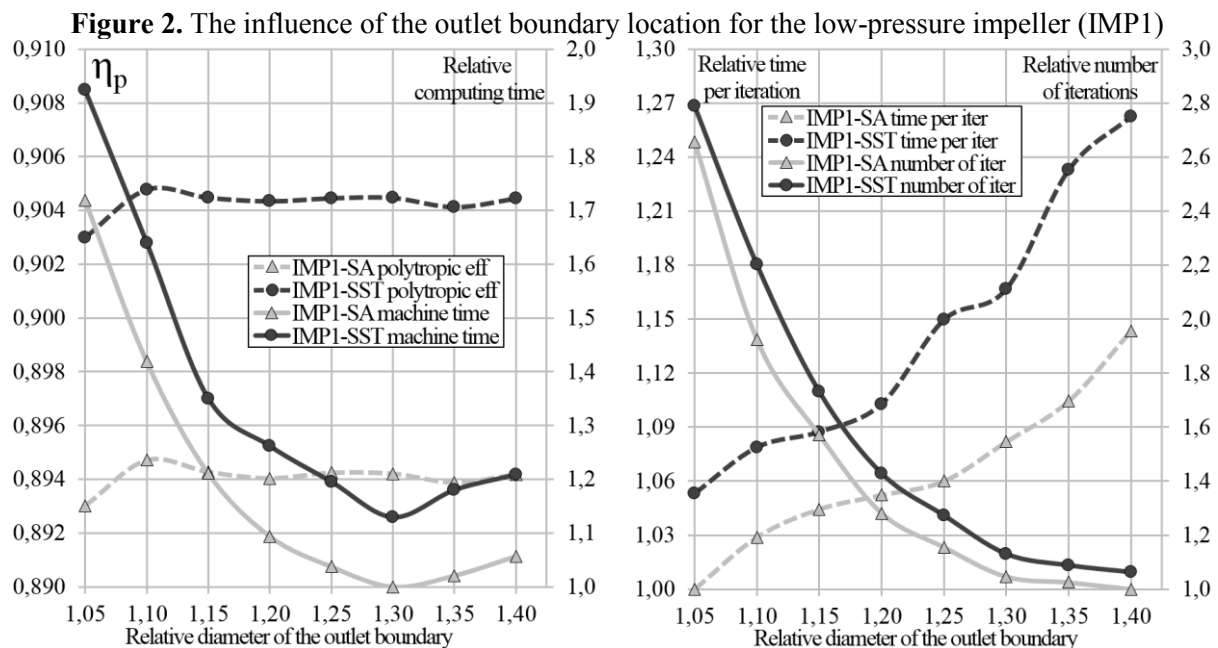 Figure 2. The influence of the outlet boundary location for the low-pressure impeller (IMP1)
0,910
0,908
0,906
0,904
0,902
0,900
0,898
0,896
0,894
0,892
0,890
ηp
Relative
computing time
2,0
1,9
1,8
1,7
1,6
1,5
1,4
1,3
1,2
1,1
1,0
IMP1-SA polytropic eff
IMP1-SST polytropic eff
IMP1-SA machine time
IMP1-SST machine time
1,05 1,10 1,15 1,20 1,25 1,30 1,35 1,40
Relative diameter of the outlet boundary
1,30
1,27
1,24
1,21
1,18
1,15
1,12
1,09
1,06
1,03
1,00
Relative time
per iteration
Relative number
of iterations
3,0
2,8
2,6
2,4
2,2
2,0
1,8
1,6
1,4
1,2
1,0
IMP1-SA time per iter
IMP1-SST time per iter
IMP1-SA number of iter
IMP1-SST number of iter
1,05 1,10 1,15 1,20 1,25 1,30 1,35 1,40
Relative diameter of the outlet boundary